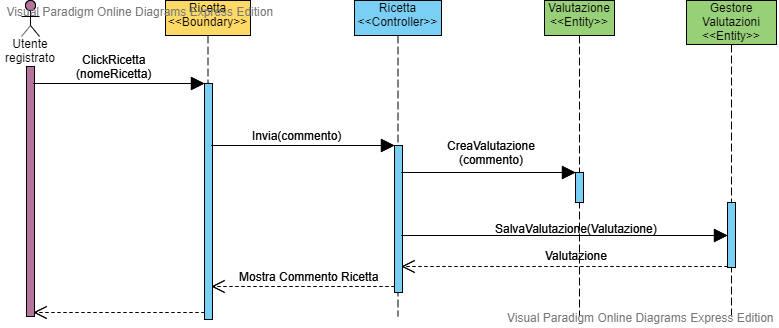 Visual Paradigm Online Diagrams Express Edition
Utente
registrato
Ricetta
<<Boundary>>
Ricetta
<<Controller>>
Valutazione
<<Entity>>
Gestore
Valutazioni
<<Entity>>
ClickRicetta
(nomeRicetta)
Invia(commento)
CreaValutazione
(commento)
SalvaValutazione(Valutazione)
Valutazione
Mostra Commento Ricetta
Visual Paradigm Online Diagrams Express Edition